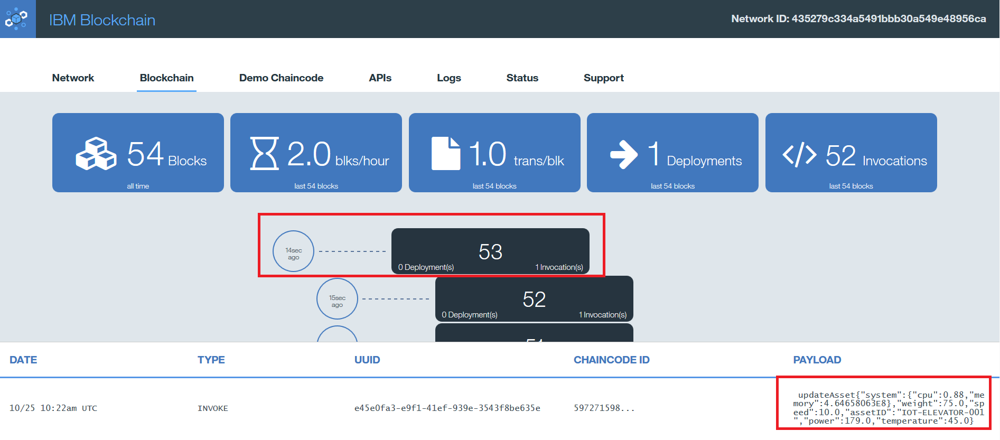 IBM Blockchain
Network ID: 435279c334a5491bbb30a549e48956ca
Network Blockchain Demo Chaincode APIs Logs Status Support
54 Blocks
all time
2.0 blks/hour
last 54 blocks
1.0 trans/blk
last 54 blocks
1 Deployments
last 54 blocks
52 Invocations
last 54 blocks
14sec
ago
53
0 Deployment(s) 1 Invocation(s)
15sec
ago
52
0 Deployment(s) 1 Invocation(s)
51
DATE TYPE UUID CHAINCODE ID PAYLOAD
10/25 10:22am UTC INVOKE e45e0fa3-e9f1-41ef-939e-3543f8be635e 597271598...
updateAsset{"system":{"cpu":0.88,"me
mory":4.64658063E8},"weight":75.0,"sp
eed":10.0,"assetID":"IOT-ELEVATOR-001
","power":179.0,"temperature":45.0}